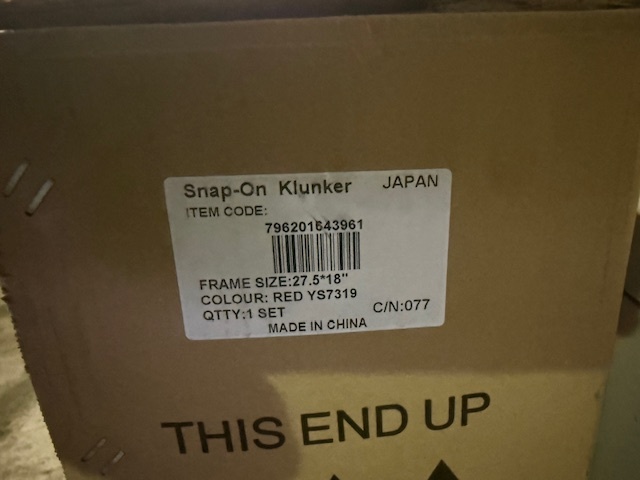 Snap-On Klunker JAPAN
ITEM CODE:
796201643961
FRAME SIZE:27.5*18"
COLOUR: RED YS7319
QTTY:1 SET C/N:077
MADE IN CHINA
THIS END UP